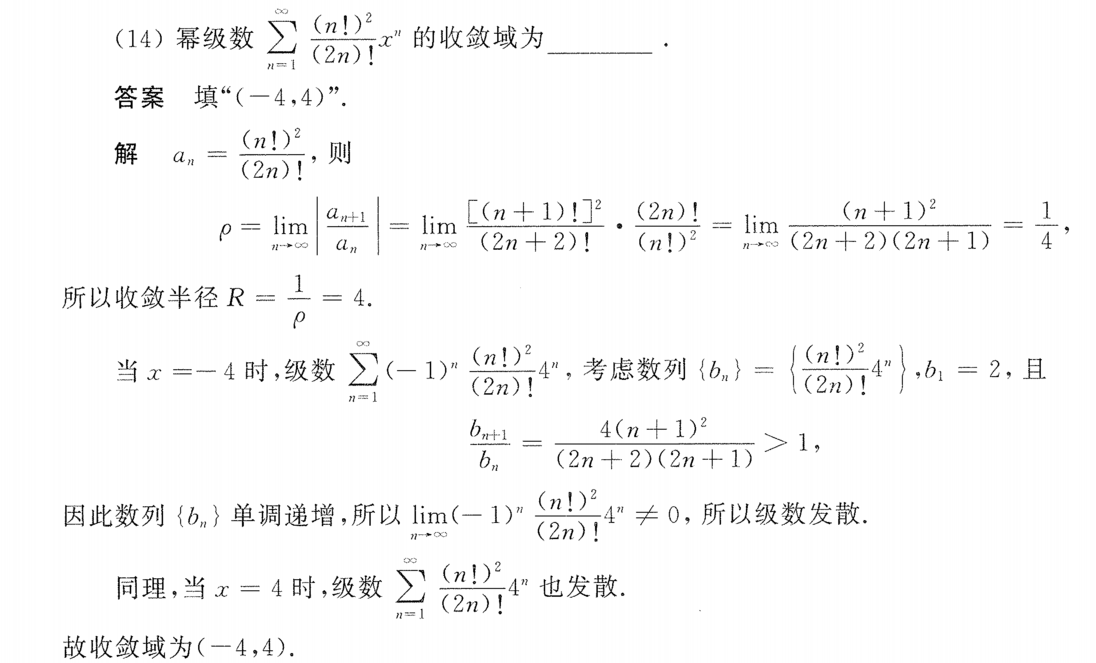 (14) 幂级数 $\sum_{n=1}^{\infty} \frac{(n!)^2}{(2n)!} x^n$ 的收敛域为________.
答案 填“(－4,4)”.
解 $a_n = \frac{(n!)^2}{(2n)!}$, 则
$\rho = \lim_{n \to \infty} \left| \frac{a_{n+1}}{a_n} \right| = \lim_{n \to \infty} \frac{[(n+1)!]^2}{(2n+2)!} \cdot \frac{(2n)!}{(n!)^2} = \lim_{n \to \infty} \frac{(n+1)^2}{(2n+2)(2n+1)} = \frac{1}{4}$,
所以收敛半径 $R = \frac{1}{\rho} = 4$.
当 $x = -4$ 时,级数 $\sum_{n=1}^{\infty} (-1)^n \frac{(n!)^2}{(2n)!} 4^n$, 考虑数列 $\{b_n\} = \left\{ \frac{(n!)^2}{(2n)!} 4^n \right\}, b_1 = 2$, 且
$\frac{b_{n+1}}{b_n} = \frac{4(n+1)^2}{(2n+2)(2n+1)} > 1$,
因此数列 $\{b_n\}$ 单调递增,所以 $\lim_{n \to \infty} (-1)^n \frac{(n!)^2}{(2n)!} 4^n \neq 0$, 所以级数发散.
同理,当 $x = 4$ 时,级数 $\sum_{n=1}^{\infty} \frac{(n!)^2}{(2n)!} 4^n$ 也发散.
故收敛域为(－4,4).